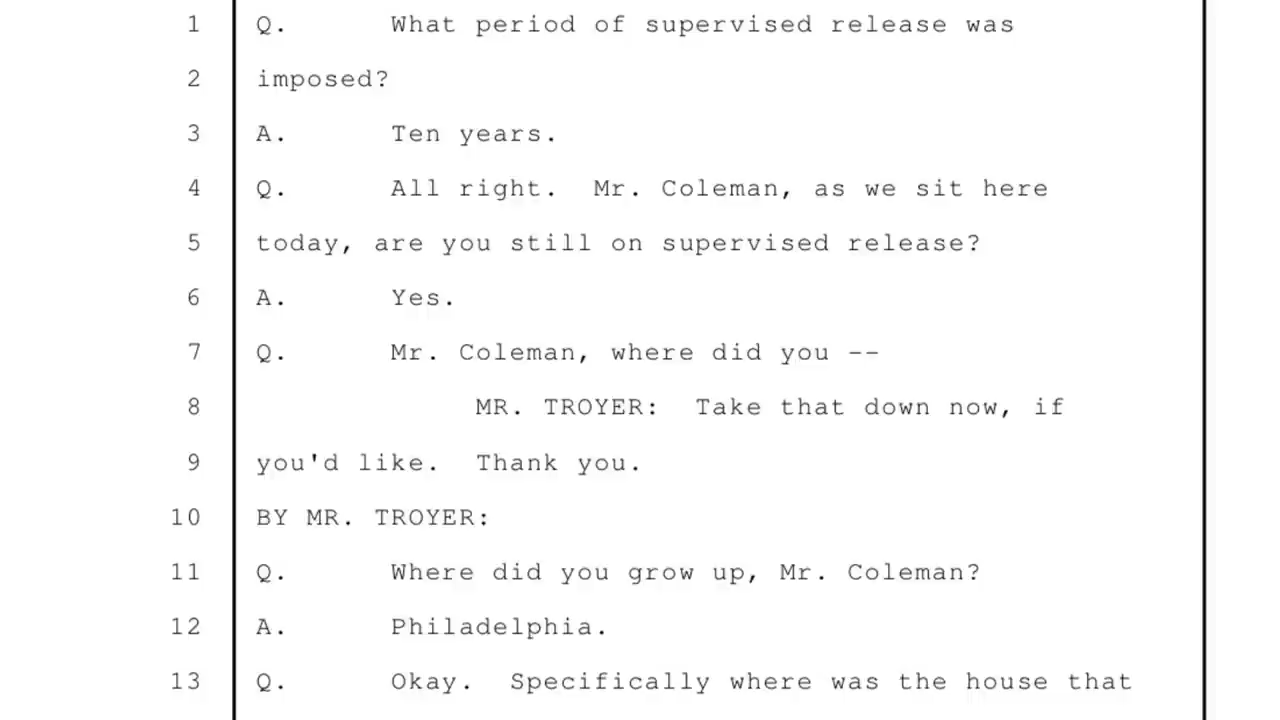 1 Q. What period of supervised release was
2 imposed?
3 A. Ten years.
4 Q. All right. Mr. Coleman, as we sit here
5 today, are you still on supervised release?
6 A. Yes.
7 Q. Mr. Coleman, where did you --
8 MR. TROYER: Take that down now, if
9 you'd like. Thank you.
10 BY MR. TROYER:
11 Q. Where did you grow up, Mr. Coleman?
12 A. Philadelphia.
13 Q. Okay. Specifically where was the house that